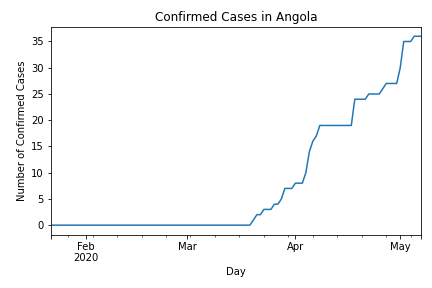 Confirmed Cases in Angola
Number of Confirmed Cases
35
30
25
20
15
10
5
0
Feb
2020
Mar
Apr
May
Day